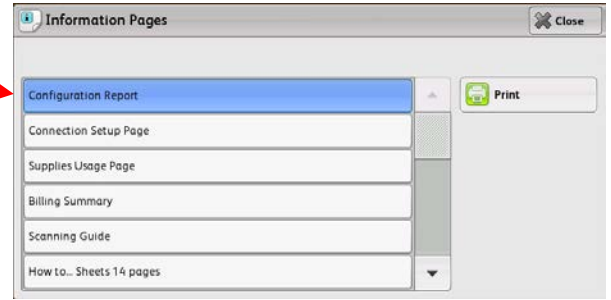 Information Pages
Close
Configuration Report
Print
Connection Setup Page
Supplies Usage Page
Billing Summary
Scanning Guide
How to... Sheets 14 pages